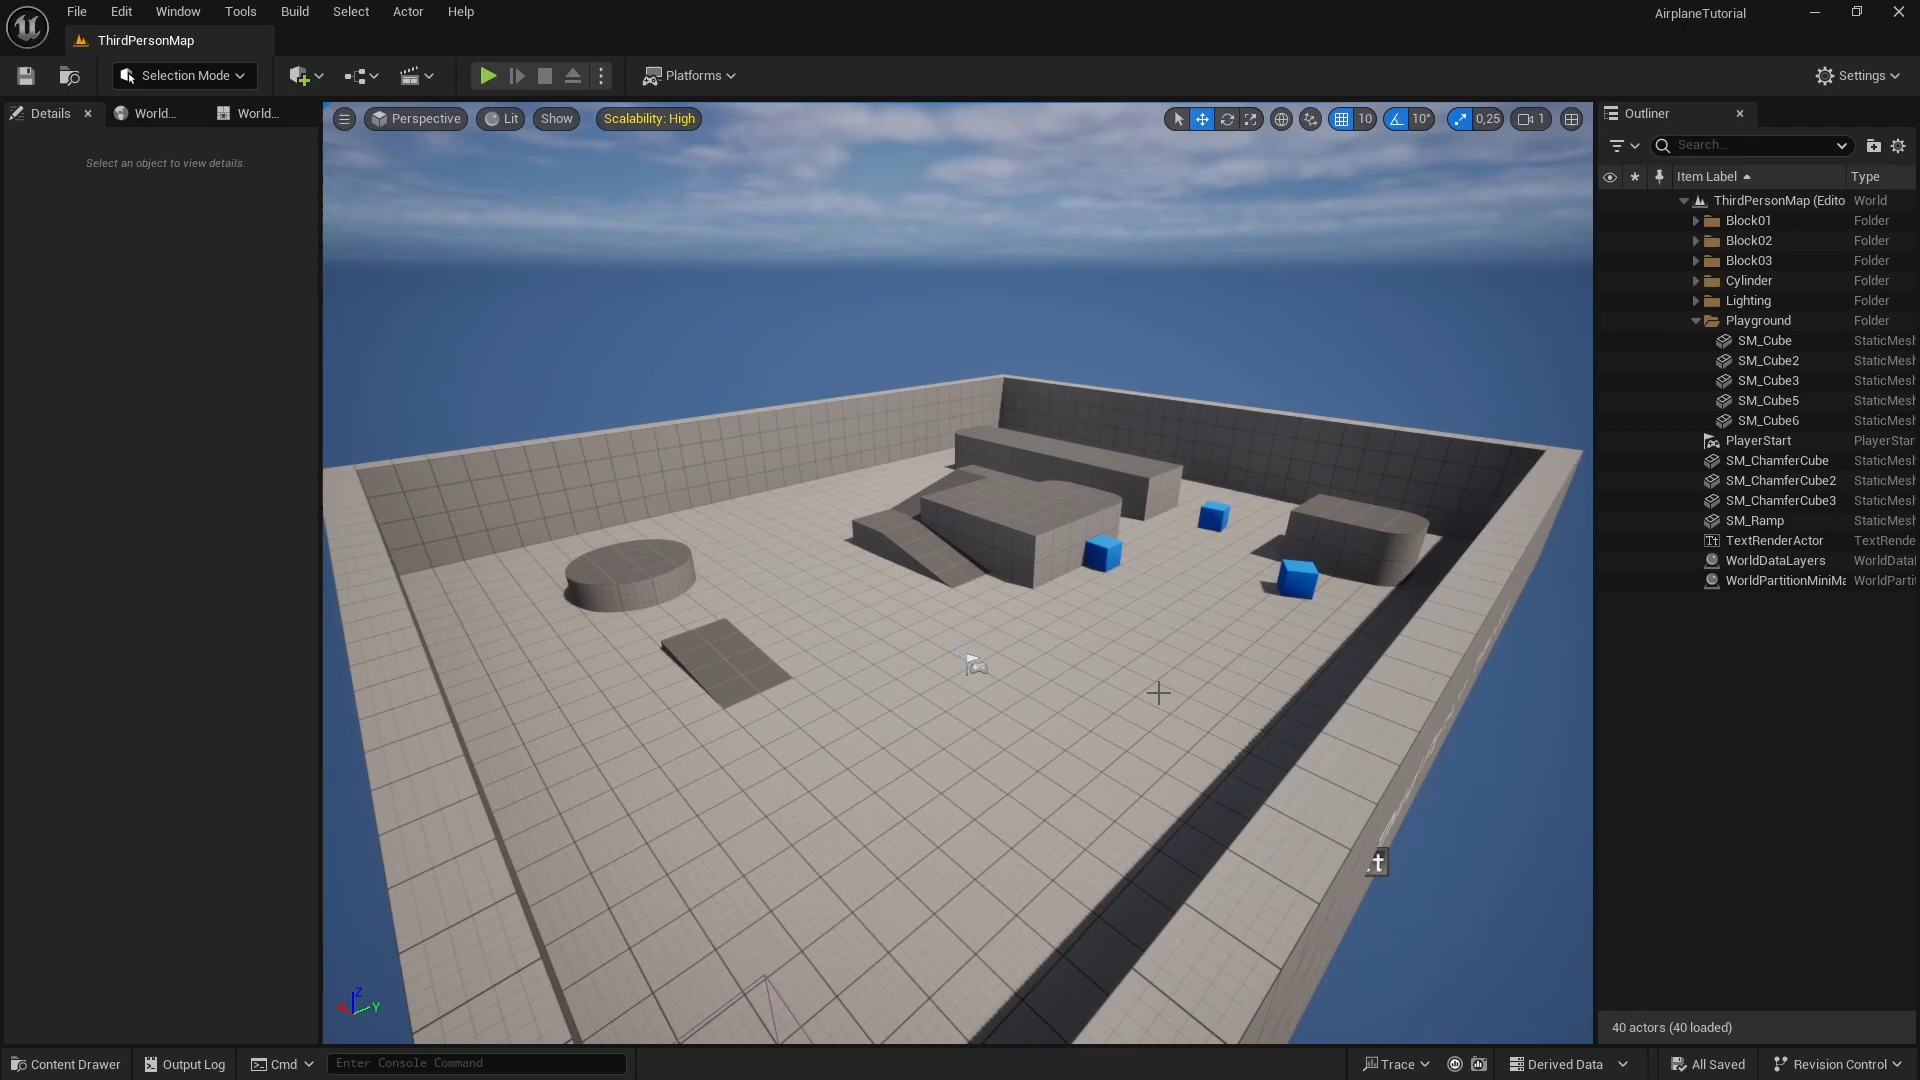 File Edit Window Tools Build Select Actor Help
AirplaneTutorial
ThirdPersonMap
Selection Mode
Platforms
Settings
Details
World...
World...
Select an object to view details.
Perspective
Lit
Show
Scalability: High
10
10°
0,25
1
Outliner
Search...
Item Label
Type
ThirdPersonMap (Edito World
Block01 Folder
Block02 Folder
Block03 Folder
Cylinder Folder
Lighting Folder
Playground Folder
SM_Cube StaticMesh
SM_Cube2 StaticMesh
SM_Cube3 StaticMesh
SM_Cube5 StaticMesh
SM_Cube6 StaticMesh
PlayerStart PlayerStar
SM_ChamferCube StaticMesh
SM_ChamferCube2 StaticMesh
SM_ChamferCube3 StaticMesh
SM_Ramp StaticMesh
Tt TextRenderActor TextRende
WorldDataLayers WorldData
WorldPartitionMiniMa WorldParti
Z
Y
40 actors (40 loaded)
Content Drawer
Output Log
Cmd
Enter Console Command
Trace
Derived Data
All Saved
Revision Control